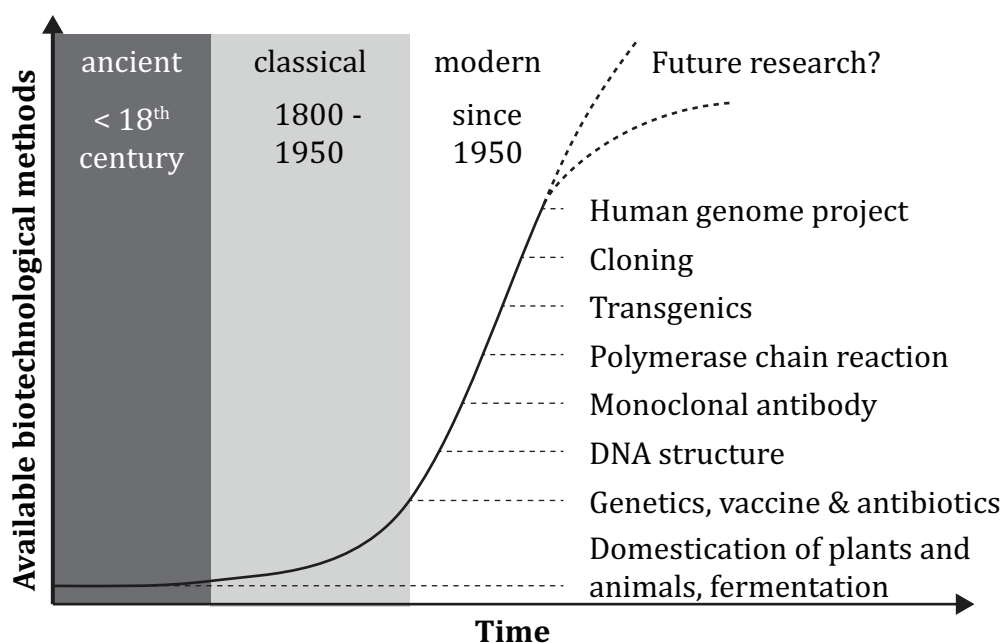 Available biotechnological methods
ancient
< 18th
century
classical
1800 -
1950
modern
since
1950
Future research?
Human genome project
Cloning
Transgenics
Polymerase chain reaction
Monoclonal antibody
DNA structure
Genetics, vaccine & antibiotics
Domestication of plants and
animals, fermentation
Time